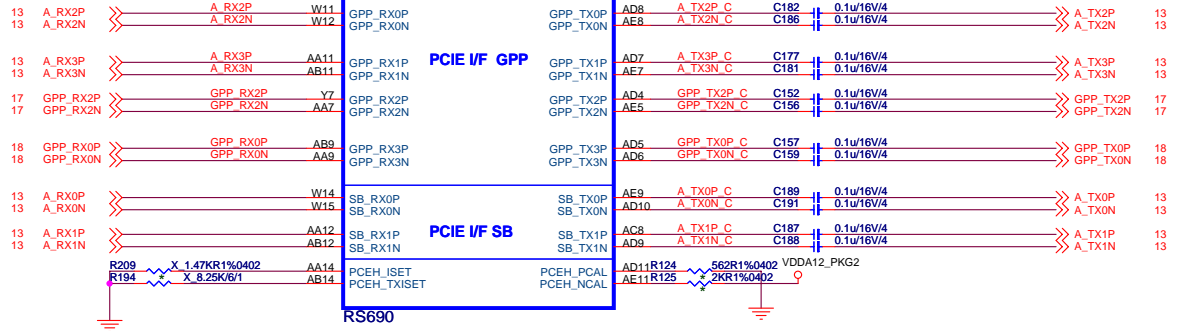 13 A_RX2P A_RX2P W11 GPP_RX0P GPP_TX0P AD8 A_TX2P_C C182 0.1u/16V/4 A_TX2P 13
13 A_RX2N A_RX2N W12 GPP_RX0N GPP_TX0N AE8 A_TX2N_C C186 0.1u/16V/4 A_TX2N 13
PCIE I/F GPP
13 A_RX3P A_RX3P AA11 GPP_RX1P GPP_TX1P AD7 A_TX3P_C C177 0.1u/16V/4 A_TX3P 13
13 A_RX3N A_RX3N AB11 GPP_RX1N GPP_TX1N AE7 A_TX3N_C C181 0.1u/16V/4 A_TX3N 13
17 GPP_RX2P GPP_RX2P Y7 GPP_RX2P GPP_TX2P AD4 GPP_TX2P_C C152 0.1u/16V/4 GPP_TX2P 17
17 GPP_RX2N GPP_RX2N AA7 GPP_RX2N GPP_TX2N AE5 GPP_TX2N_C C156 0.1u/16V/4 GPP_TX2N 17
18 GPP_RX0P GPP_RX0P AB9 GPP_RX3P GPP_TX3P AD5 GPP_TX0P_C C157 0.1u/16V/4 GPP_TX0P 18
18 GPP_RX0N GPP_RX0N AA9 GPP_RX3N GPP_TX3N AD6 GPP_TX0N_C C159 0.1u/16V/4 GPP_TX0N 18
13 A_RX0P W14 SB_RX0P SB_TX0P AE9 A_TX0P_C C189 0.1u/16V/4 A_TX0P 13
13 A_RX0N W15 SB_RX0N SB_TX0N AD10 A_TX0N_C C191 0.1u/16V/4 A_TX0N 13
PCIE I/F SB
13 A_RX1P AA12 SB_RX1P SB_TX1P AC8 A_TX1P_C C187 0.1u/16V/4 A_TX1P 13
13 A_RX1N AB12 SB_RX1N SB_TX1N AD9 A_TX1N_C C188 0.1u/16V/4 A_TX1N 13
VDDA12_PKG2
R209 X_1.47KR1%0402 AA14 PCEH_ISET PCE_PCAL AD11 R124 562R1%0402
R194 * X_8.25K/6/1 AB14 PCEH_TXISET PCEH_NCAL AE11 R125 * 2KR1%0402
RS690